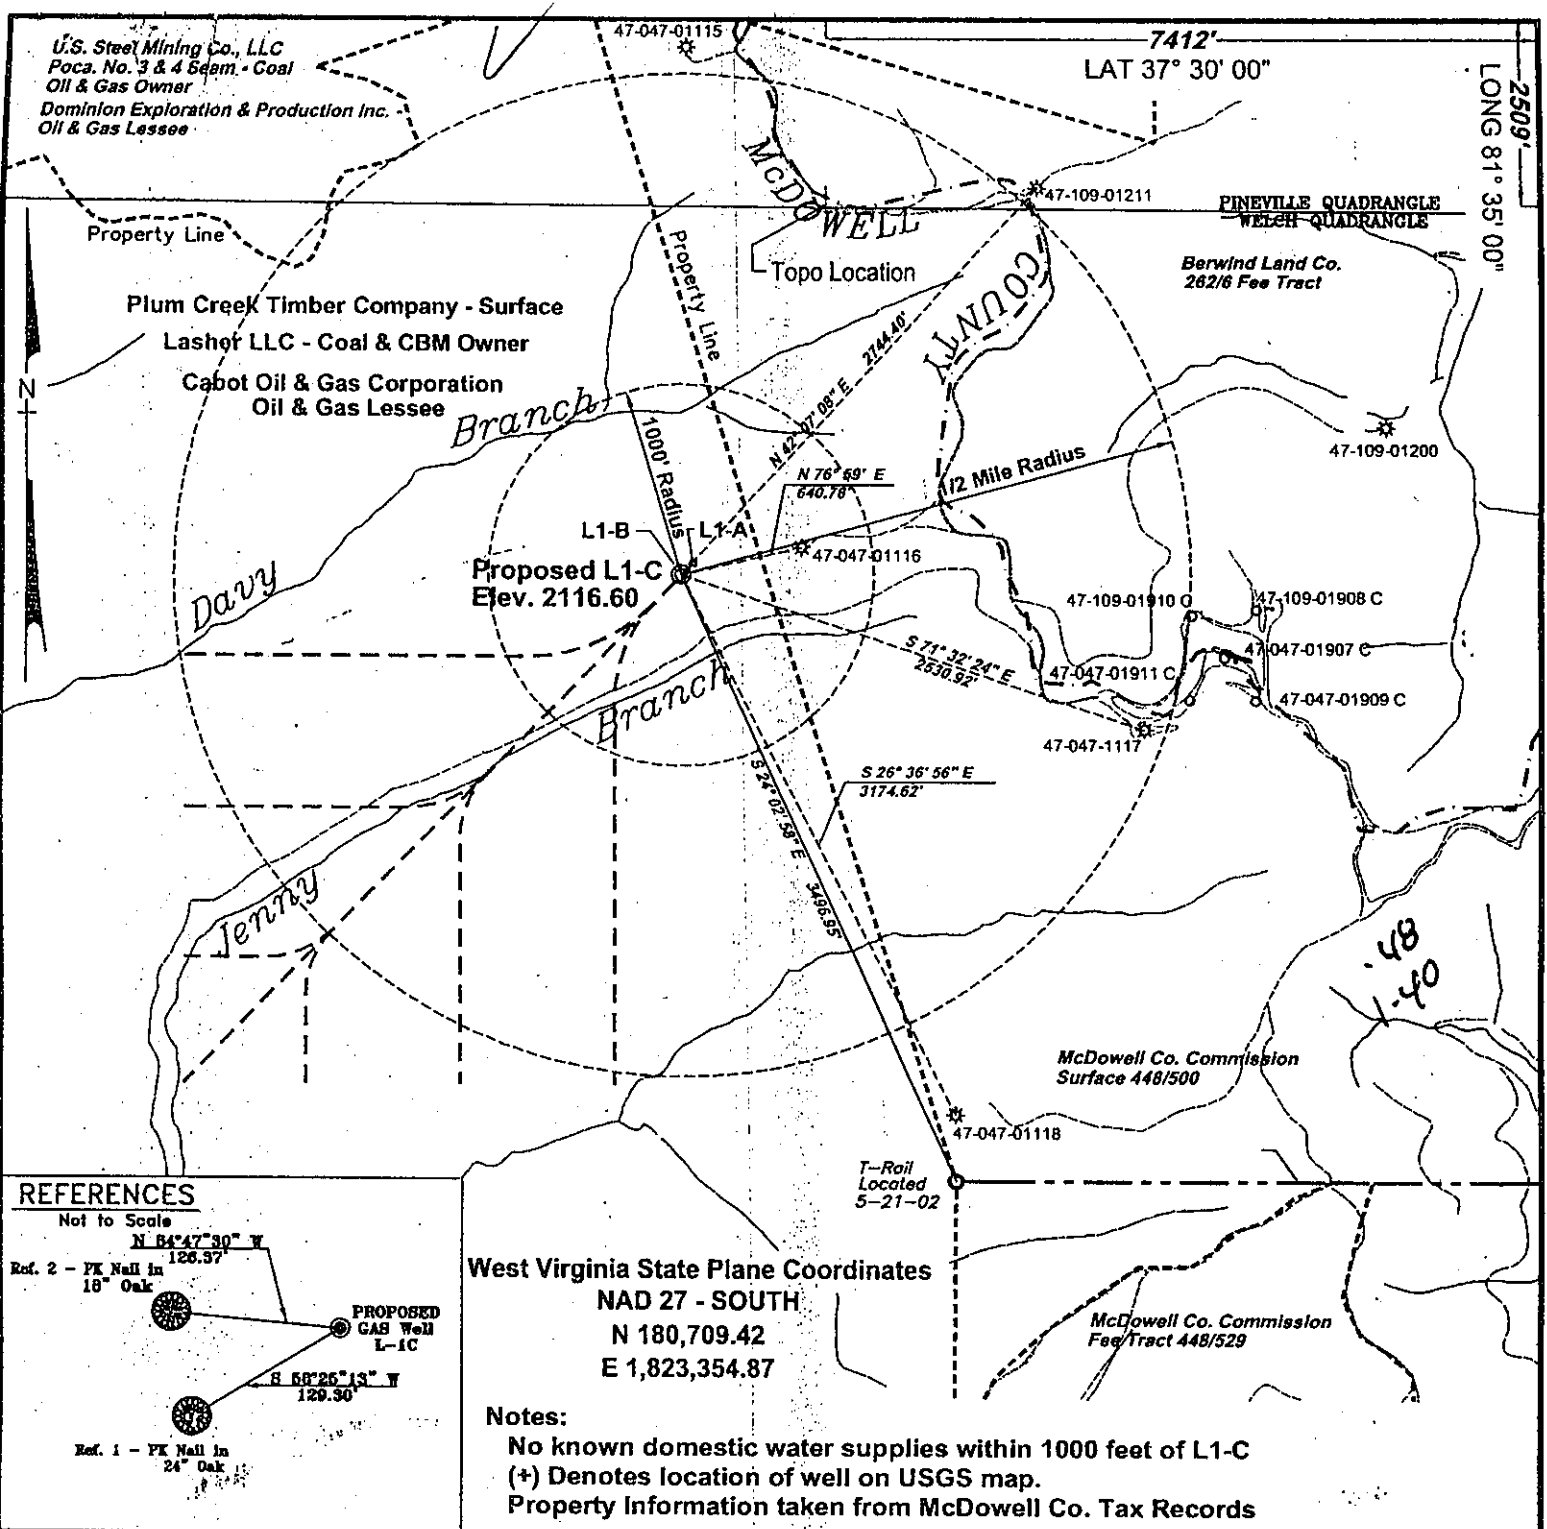 U.S. Steel Mining Co., LLC
Poca. No. 3 & 4 Seam - Coal
Oil & Gas Owner
Dominion Exploration & Production Inc.
Oil & Gas Lessee
47-047-01115
7412'
LAT 37° 30' 00"
2509'
LONG 81° 35' 00"
McDOWELL
COUNTY
47-109-01211
PINEVILLE QUADRANGLE
WELCH QUADRANGLE
Property Line
Property Line
Topo Location
Berwind Land Co.
262/6 Fee Tract
Plum Creek Timber Company - Surface
Lasher LLC - Coal & CBM Owner
Cabot Oil & Gas Corporation
Oil & Gas Lessee
N
Branch
1000' Radius
N 42° 07' 08" E 2744.40'
N 76° 59' E
640.78'
1/2 Mile Radius
47-109-01200
L1-B
L1-A
47-047-01116
Proposed L1-C
Elev. 2116.60
Davy
47-109-01910 C
47-109-01908 C
S 71° 32' 24" E
2530.92'
47-047-01907 C
47-047-01911 C
47-047-01909 C
Branch
47-047-1117
S 26° 36' 56" E
3174.62'
S 24° 02' 58" E 3496.95'
Jenny
.48
1-40
McDowell Co. Commission
Surface 448/500
47-047-01118
T-Rail
Located
5-21-02
REFERENCES
Not to Scale
N 84°47"30" W
126.37'
Ref. 2 - PK Nail in
18" Oak
PROPOSED
GAS Well
L-1C
S 58°25"13" W
129.30'
Ref. 1 - PK Nail in
24" Oak
West Virginia State Plane Coordinates
NAD 27 - SOUTH
N 180,709.42
E 1,823,354.87
McDowell Co. Commission
Fee Tract 448/529
Notes:
No known domestic water supplies within 1000 feet of L1-C
(+) Denotes location of well on USGS map.
Property Information taken from McDowell Co. Tax Records